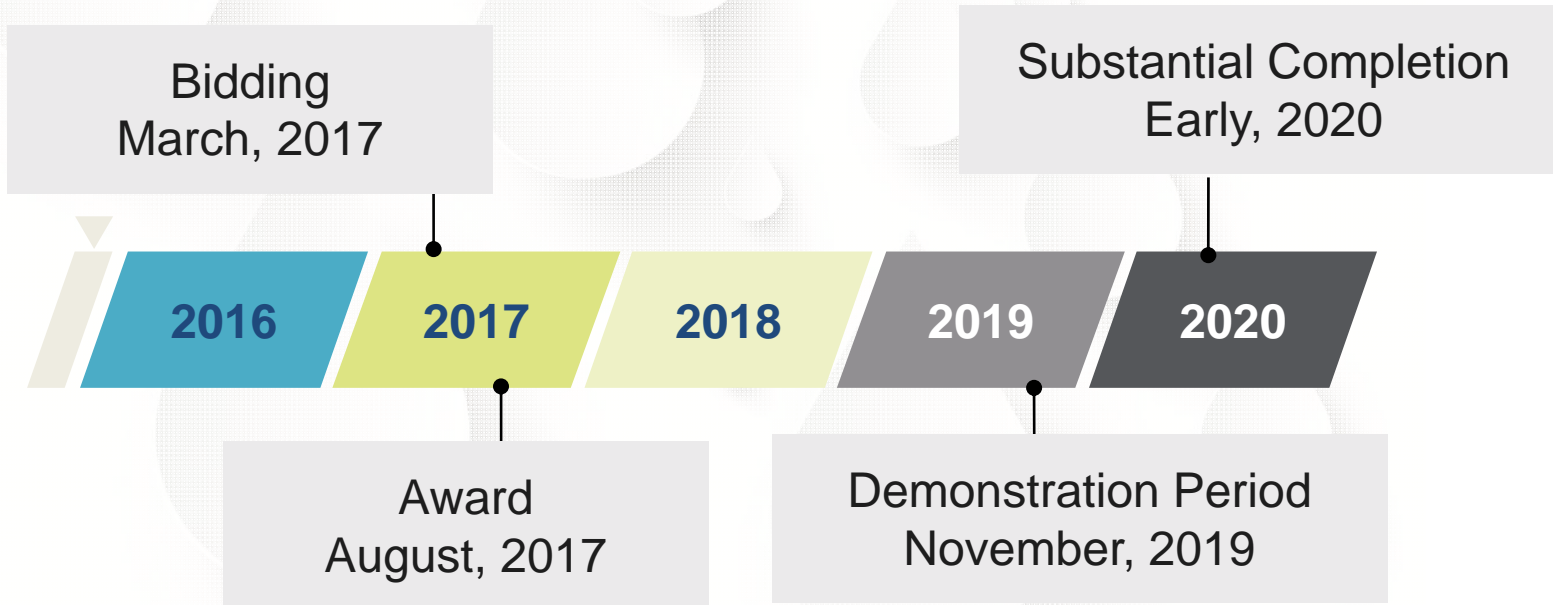 Bidding
March, 2017
Substantial Completion
Early, 2020
2016
2017
2018
2019
2020
Award
August, 2017
Demonstration Period
November, 2019